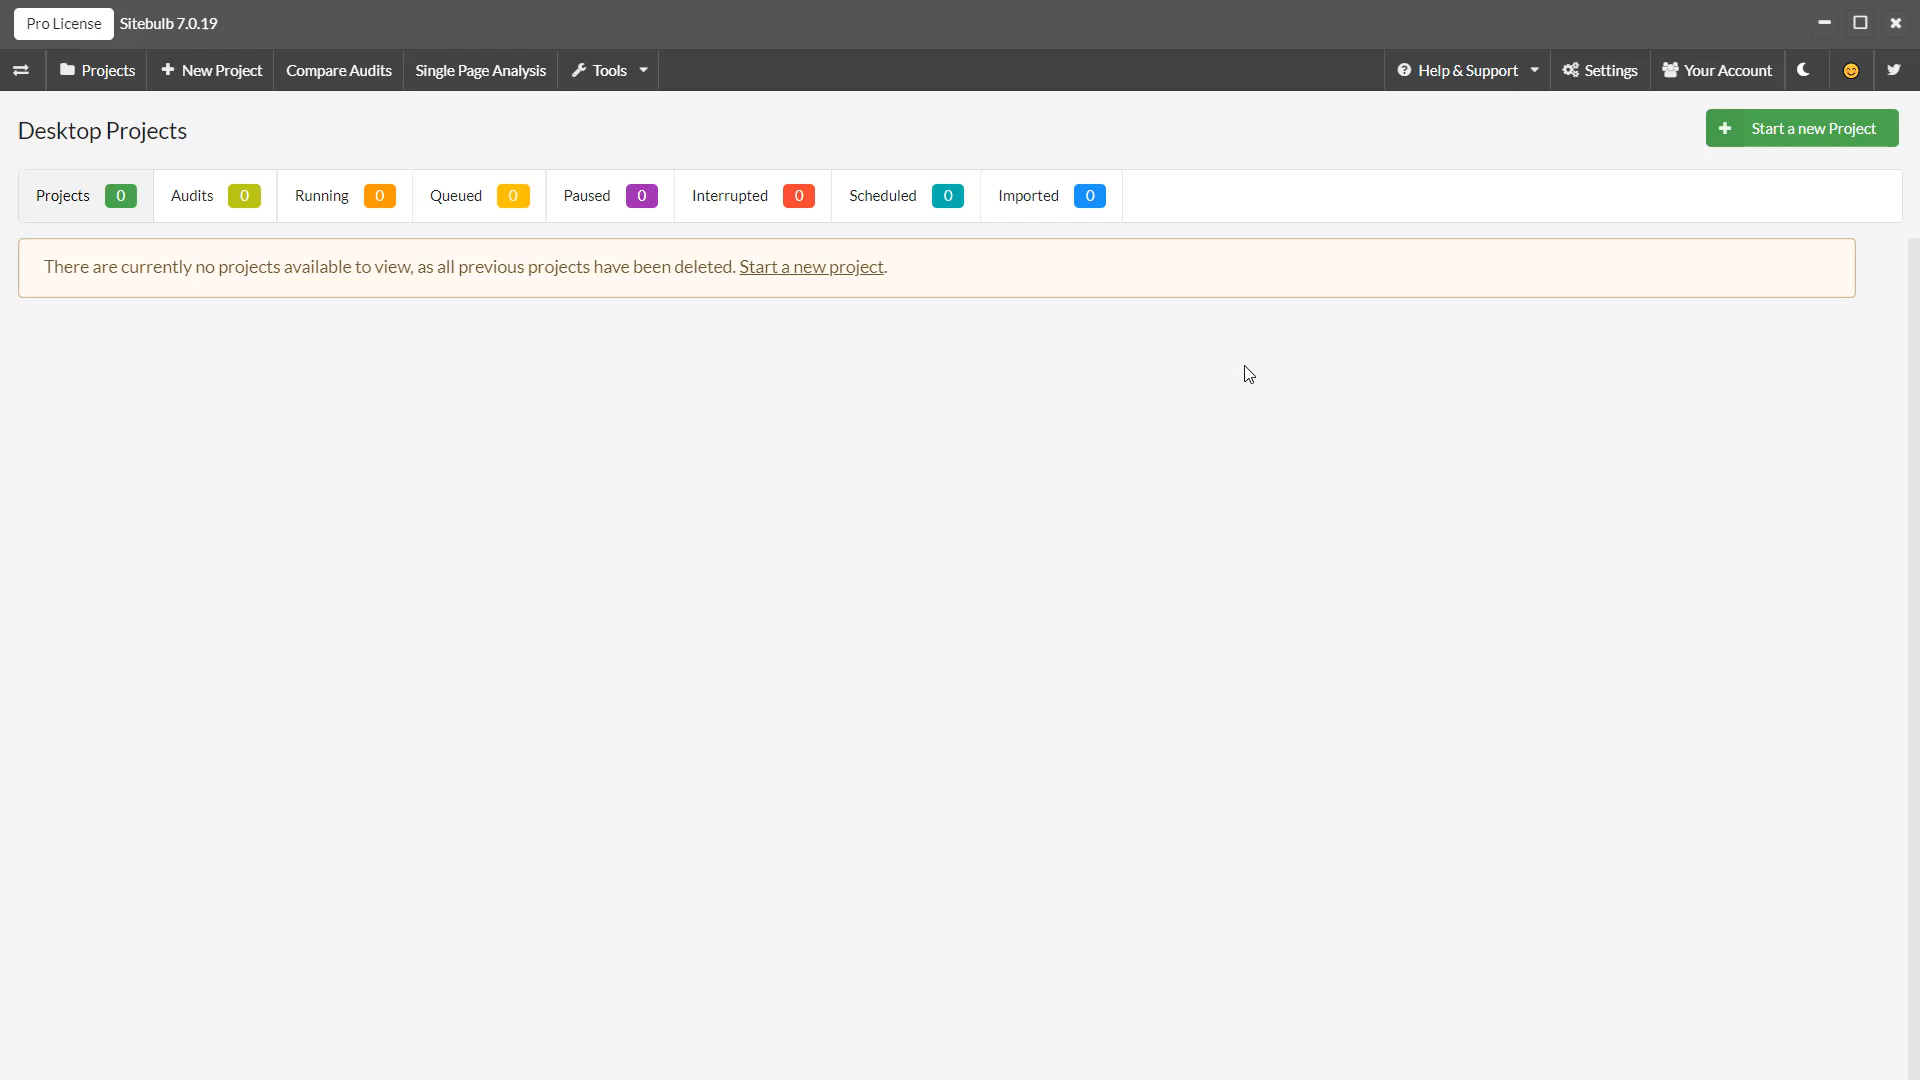 Pro License Sitebulb 7.0.19
Projects New Project Compare Audits Single Page Analysis Tools Help & Support Settings Your Account
Desktop Projects
Start a new Project
Projects 0 Audits 0 Running 0 Queued 0 Paused 0 Interrupted 0 Scheduled 0 Imported 0
There are currently no projects available to view, as all previous projects have been deleted. Start a new project.